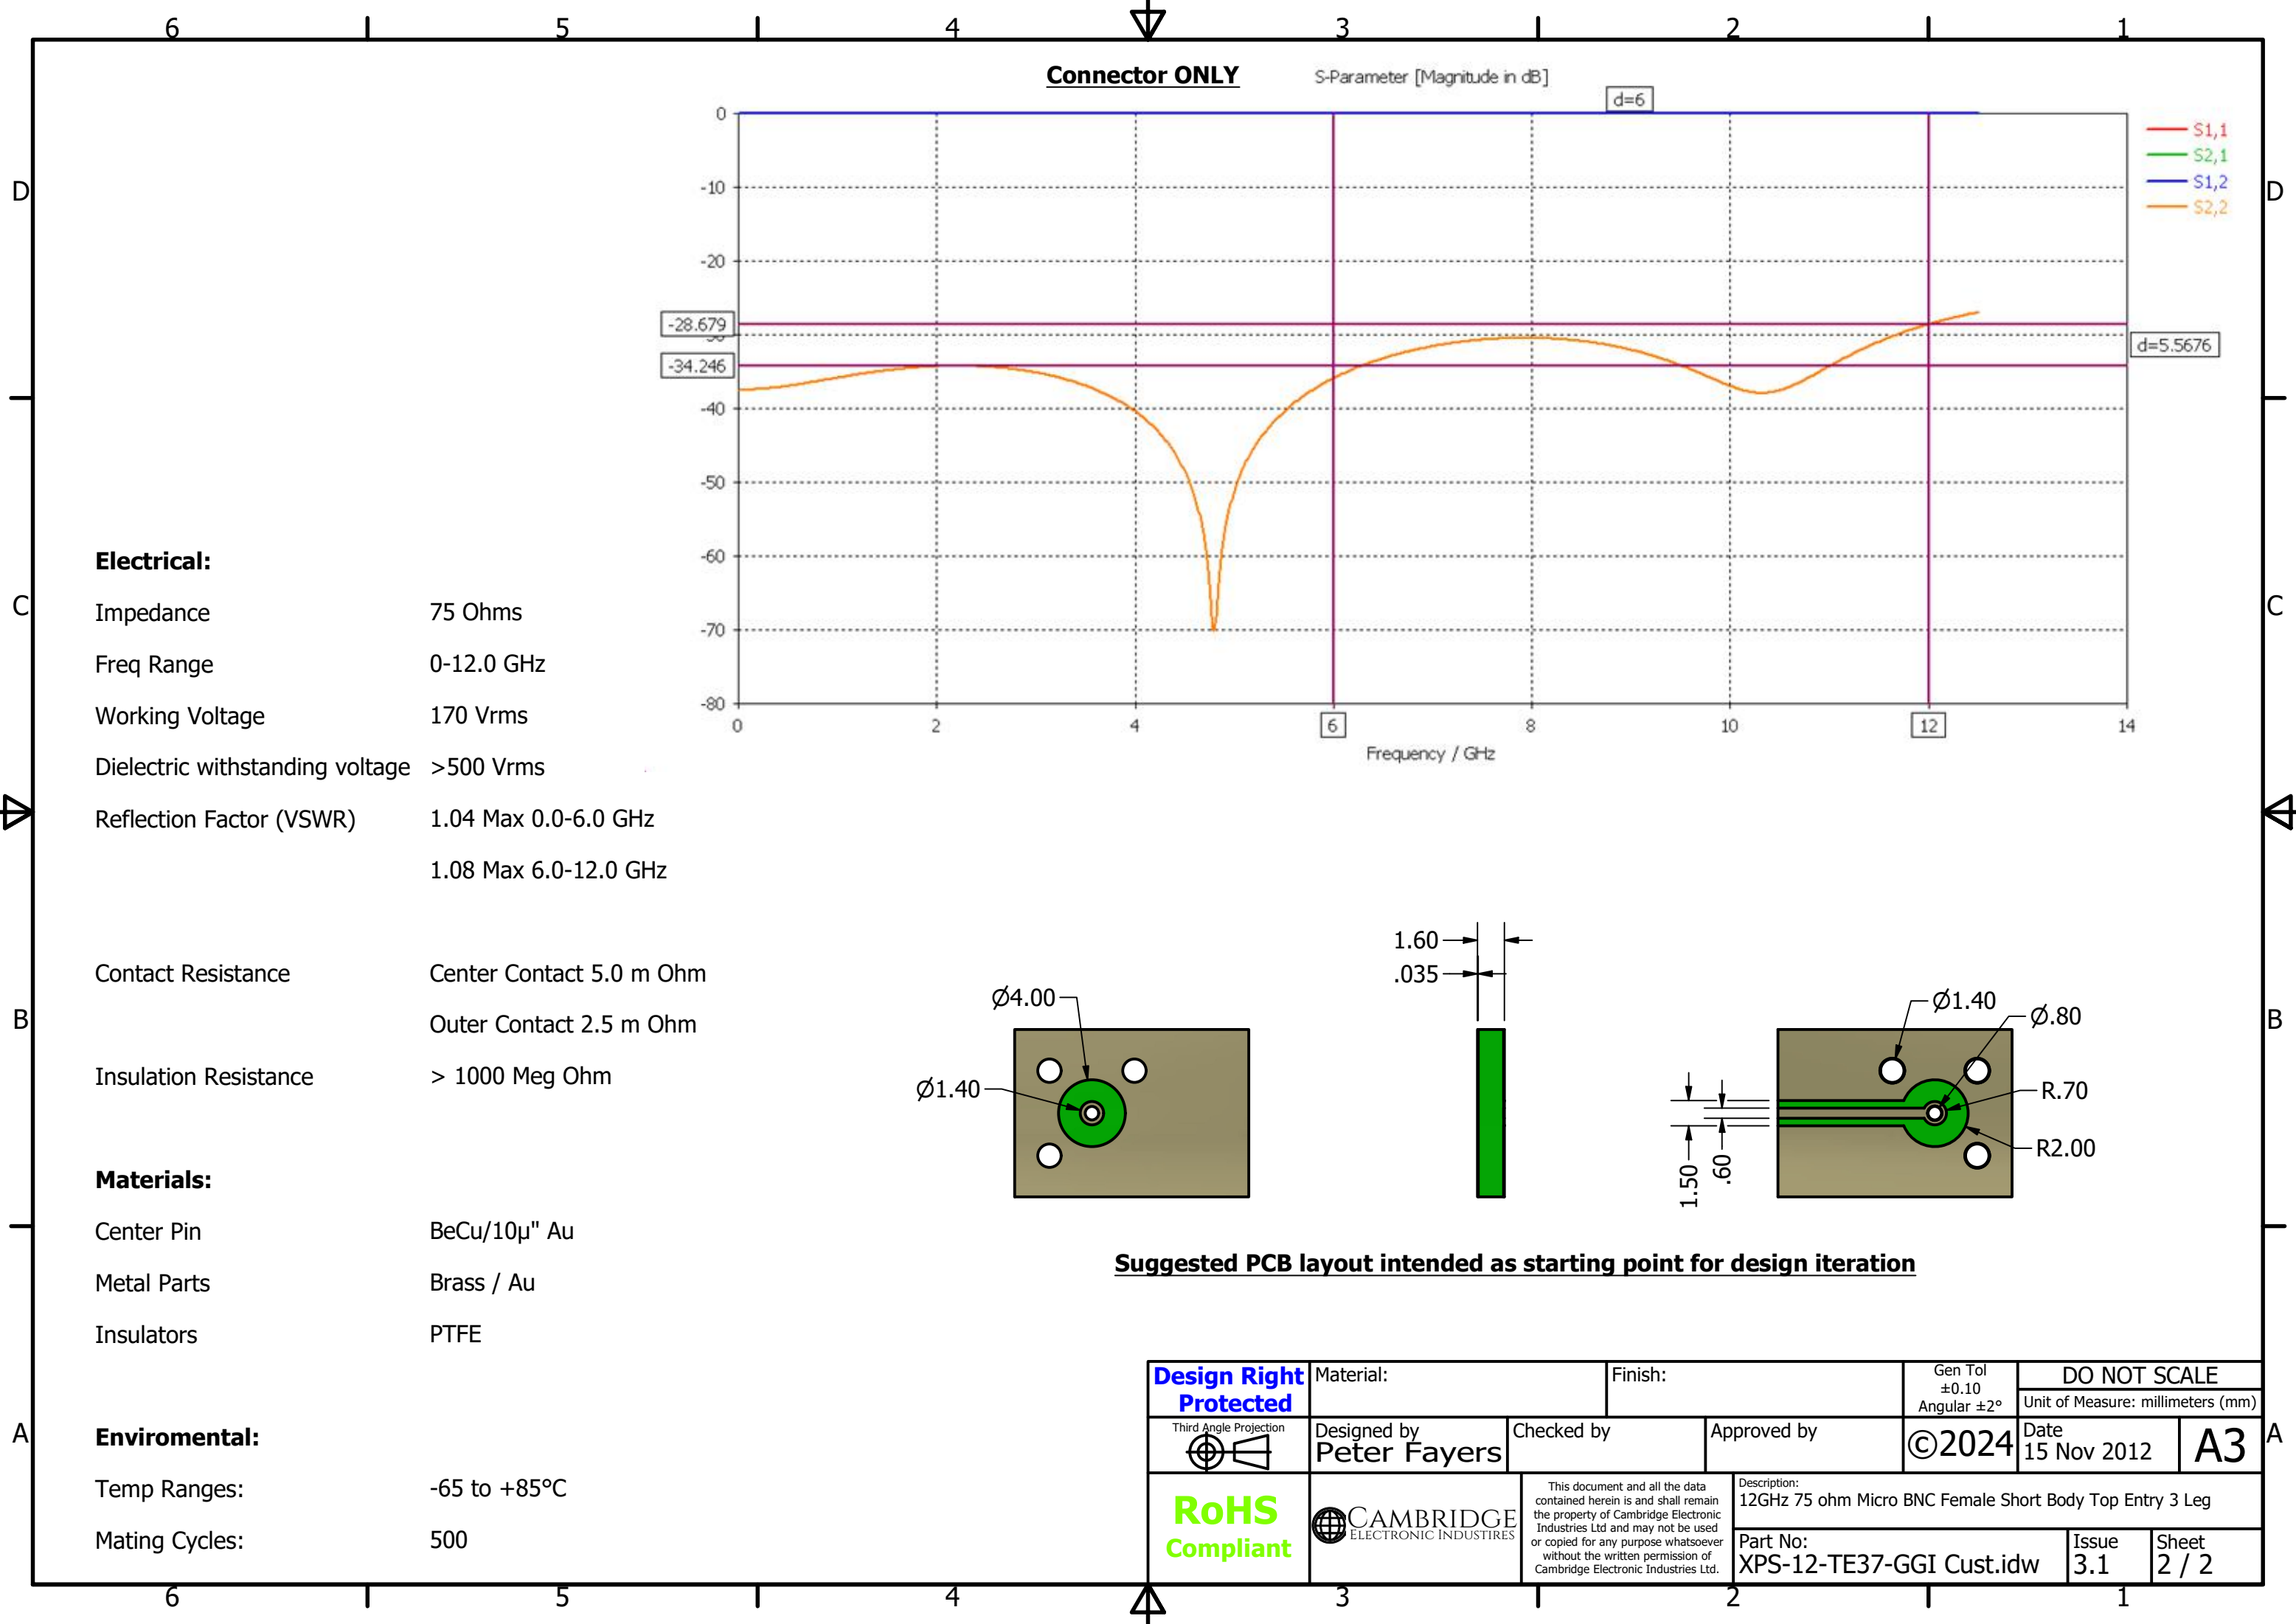 6 5 4 3 2 1
Connector ONLY
S-Parameter [Magnitude in dB]
d=6
0
-10
-20
-28.679
-34.246
-40
-50
-60
-70
-80
0 2 4 6 8 10 12 14
Frequency / GHz
d=5.5676
S1,1
S2,1
S1,2
S2,2
D D
C C
B B
A A
Electrical:
Impedance 75 Ohms
Freq Range 0-12.0 GHz
Working Voltage 170 Vrms
Dielectric withstanding voltage >500 Vrms
Reflection Factor (VSWR) 1.04 Max 0.0-6.0 GHz
1.08 Max 6.0-12.0 GHz
Contact Resistance Center Contact 5.0 m Ohm
Outer Contact 2.5 m Ohm
Insulation Resistance > 1000 Meg Ohm
Materials:
Center Pin BeCu/10µ" Au
Metal Parts Brass / Au
Insulators PTFE
Enviromental:
Temp Ranges: -65 to +85°C
Mating Cycles: 500
Ø4.00
Ø1.40
1.60
.035
Ø1.40
Ø.80
R.70
R2.00
1.50
.60
Suggested PCB layout intended as starting point for design iteration
Design Right
Protected
Material:
Finish:
Gen Tol
±0.10
Angular ±2°
DO NOT SCALE
Unit of Measure: millimeters (mm)
Third Angle Projection
Designed by
Peter Fayers
Checked by
Approved by
©2024
Date
15 Nov 2012
A3
RoHS
Compliant
CAMBRIDGE
ELECTRONIC INDUSTIRES
This document and all the data
contained herein is and shall remain
the property of Cambridge Electronic
Industries Ltd and may not be used
or copied for any purpose whatsoever
without the written permission of
Cambridge Electronic Industries Ltd.
Description:
12GHz 75 ohm Micro BNC Female Short Body Top Entry 3 Leg
Part No:
XPS-12-TE37-GGI Cust.idw
Issue
3.1
Sheet
2 / 2
6 5 4 3 2 1